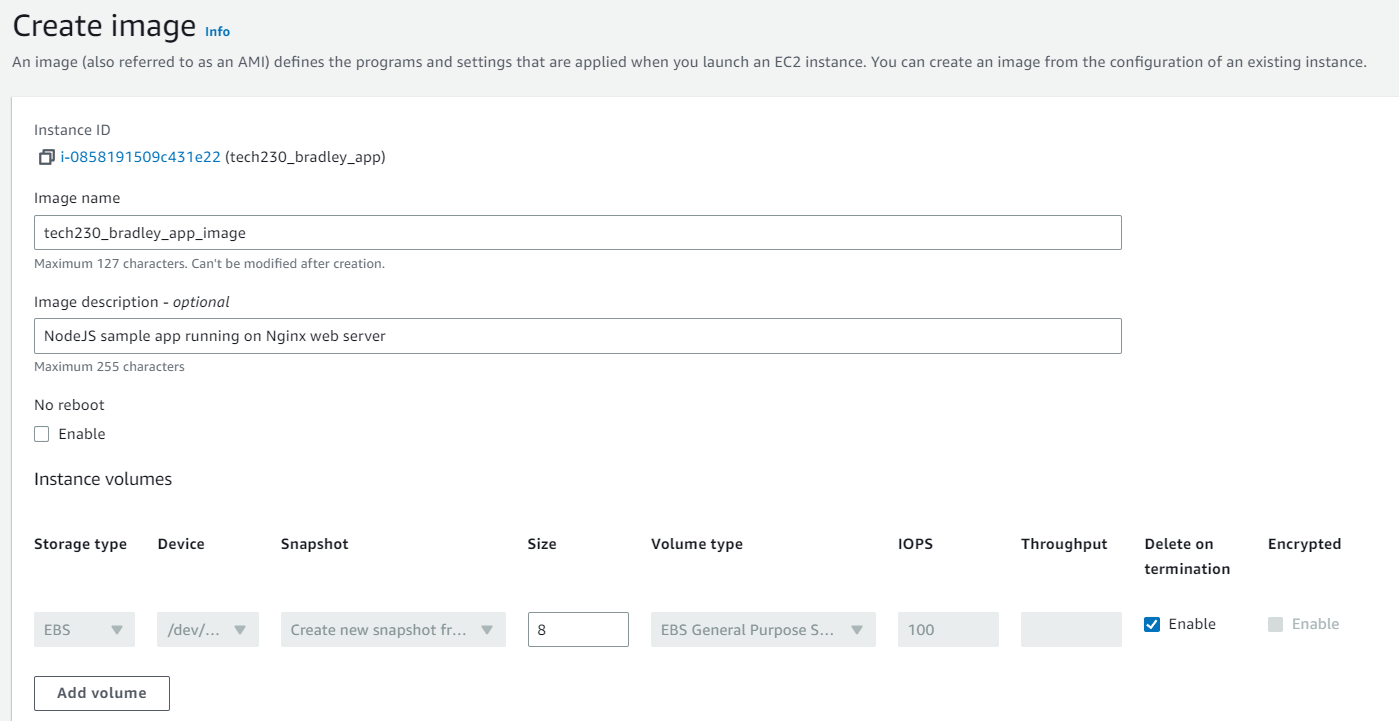 Create image Info
An image (also referred to as an AMI) defines the programs and settings that are applied when you launch an EC2 instance. You can create an image from the configuration of an existing instance.
Instance ID
i-0858191509c431e22 (tech230_bradley_app)
Image name
tech230_bradley_app_image
Maximum 127 characters. Can't be modified after creation.
Image description - optional
NodeJS sample app running on Nginx web server
Maximum 255 characters
No reboot
Enable
Instance volumes
Storage type Device Snapshot Size Volume type IOPS Throughput Delete on termination Encrypted
EBS /dev/... Create new snapshot fr... 8 EBS General Purpose S... 100 Enable Enable
Add volume